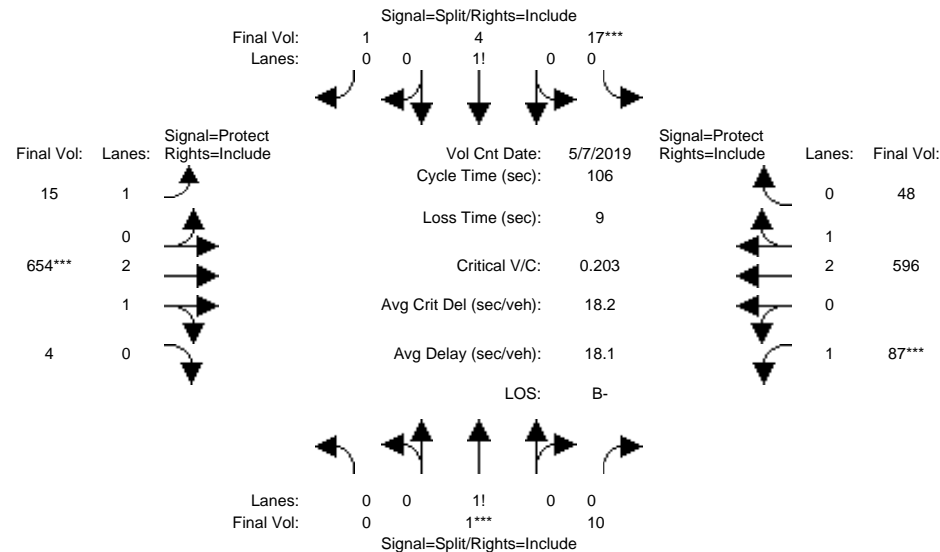 Signal=Split/Rights=Include
Final Vol: 1 4 17***
Lanes: 0 0 1! 0 0
Signal=Protect Signal=Protect
Final Vol: Lanes: Rights=Include Vol Cnt Date: 5/7/2019 Rights=Include Lanes: Final Vol:
Cycle Time (sec): 106
15 1 0 48
Loss Time (sec): 9
0 1
654*** 2 Critical V/C: 0.203 2 596
1 Avg Crit Del (sec/veh): 18.2 0
4 0 Avg Delay (sec/veh): 18.1 1 87***
LOS: B-
Lanes: 0 0 1! 0 0
Final Vol: 0 1*** 10
Signal=Split/Rights=Include